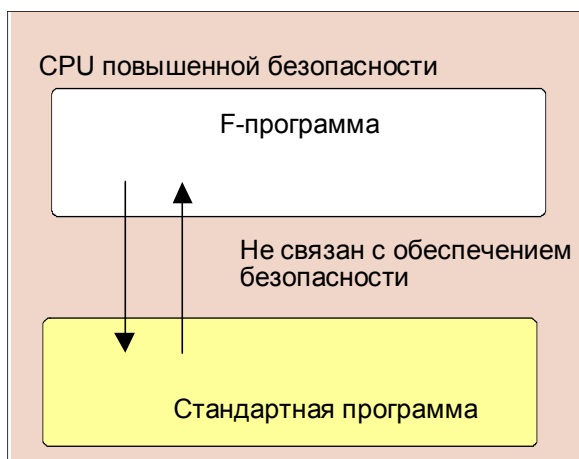 CPU повышенной безопасности
F-программа
Не связан с обеспечением
безопасности
Стандартная программа